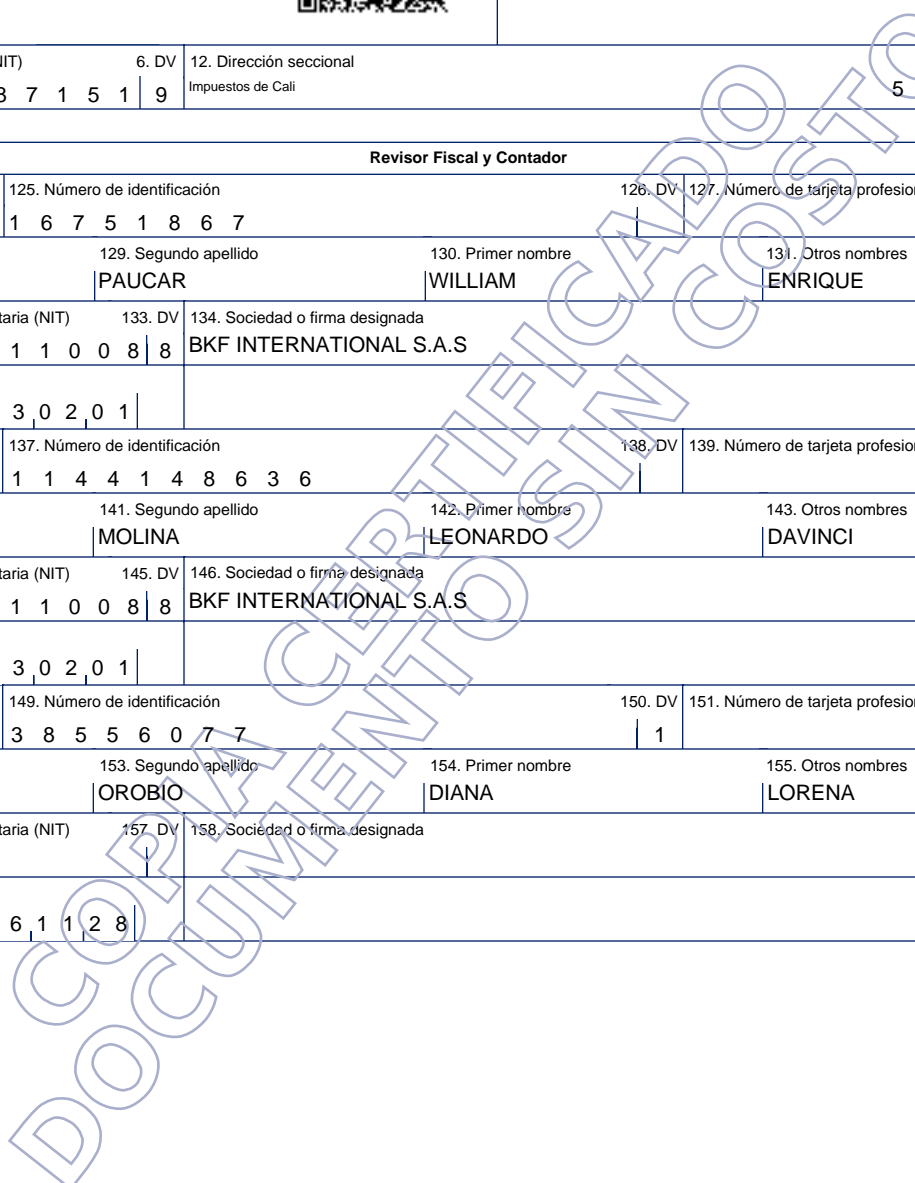 NIT) 6. DV 12. Dirección seccional
8 7 1 5 1 9 Impuestos de Cali 5
Revisor Fiscal y Contador
125. Número de identificación 126. DV 127. Número de tarjeta profesion
1 6 7 5 1 8 6 7
129. Segundo apellido 130. Primer nombre 131. Otros nombres
PAUCAR WILLIAM ENRIQUE
taria (NIT) 133. DV 134. Sociedad o firma designada
1 1 0 0 8 8 BKF INTERNATIONAL S.A.S
3 0 2 0 1
137. Número de identificación 138. DV 139. Número de tarjeta profesion
1 1 4 4 1 4 8 6 3 6
141. Segundo apellido 142. Primer nombre 143. Otros nombres
MOLINA LEONARDO DAVINCI
taria (NIT) 145. DV 146. Sociedad o firma designada
1 1 0 0 8 8 BKF INTERNATIONAL S.A.S
3 0 2 0 1
149. Número de identificación 150. DV 151. Número de tarjeta profesion
3 8 5 5 6 0 7 7 1
153. Segundo apellido 154. Primer nombre 155. Otros nombres
OROBIO DIANA LORENA
taria (NIT) 157. DV 158. Sociedad o firma designada
6 1 1 2 8
COPIA CERTIFICADO
DOCUMENTO SIN COSTO